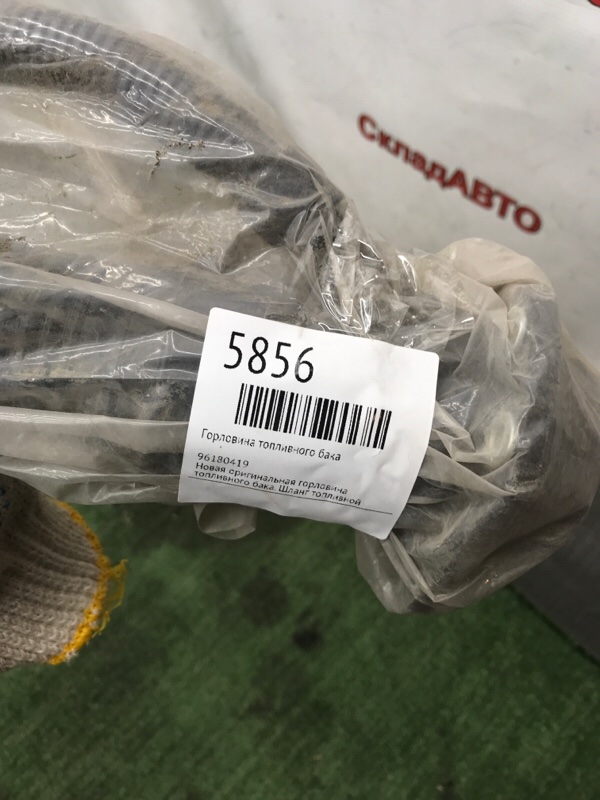 СкладАВТО
5856
Горловина топливного бака
96180419
Новая оригинальная горловина
топливного бака. Шланг топливной